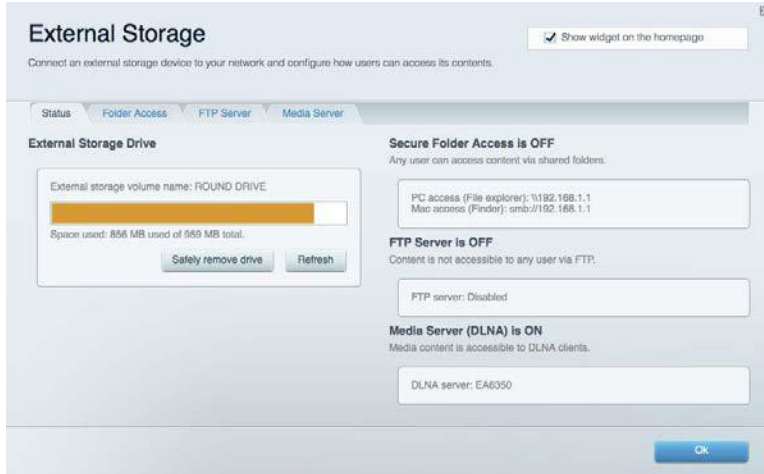 External Storage
Show widget on the homepage
Connect an external storage device to your network and configure how users can access its contents.
Status
Folder Access
FTP Server
Media Server
External Storage Drive
External storage volume name: ROUND DRIVE
Space used: 856 MB used of 969 MB total.
Safely remove drive
Refresh
Secure Folder Access is OFF
Any user can access content via shared folders.
PC access (File explorer): \\192.168.1.1
Mac access (Finder): smb://192.168.1.1
FTP Server is OFF
Content is not accessible to any user via FTP.
FTP server: Disabled
Media Server (DLNA) is ON
Media content is accessible to DLNA clients.
DLNA server: EA6350
Ok